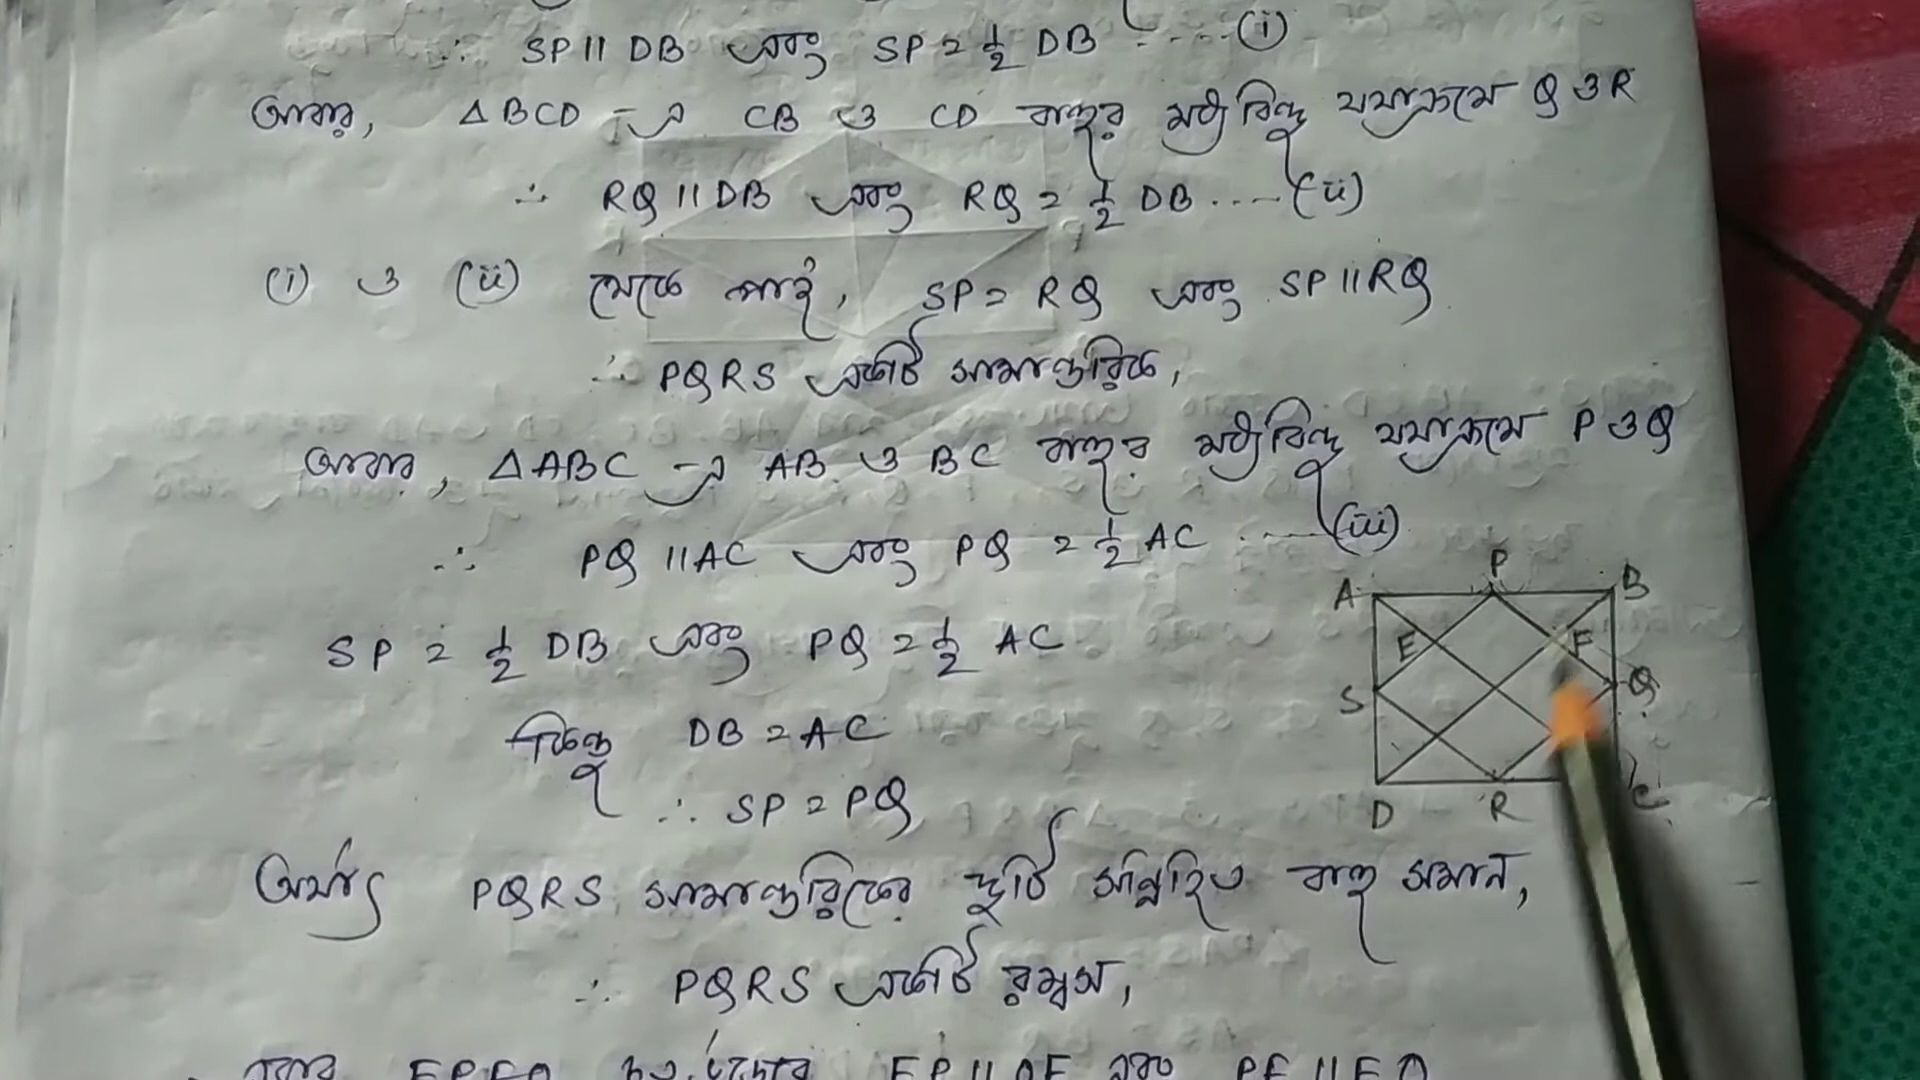 ∴ SP || DB এবং SP = 1/2 DB ----- (i)
আবার, ΔBCD -এ CB ও CD বাহুর মধ্যবিন্দু যথাক্রমে Q ও R
∴ RQ || DB এবং RQ = 1/2 DB ----- (ii)
(i) ও (ii) থেকে পাই, SP = RQ এবং SP || RQ
∴ PQRS একটি সামান্তরিক,
আবার, ΔABC -এ AB ও BC বাহুর মধ্যবিন্দু যথাক্রমে P ও Q
∴ PQ || AC এবং PQ = 1/2 AC ----- (iii)
SP = 1/2 DB এবং PQ = 1/2 AC
কিন্তু DB = AC
∴ SP = PQ
অর্থাৎ PQRS সামান্তরিকের দুটি সন্নিহিত বাহু সমান,
∴ PQRS একটি রম্বস,
A P B
E F
S Q
D R C